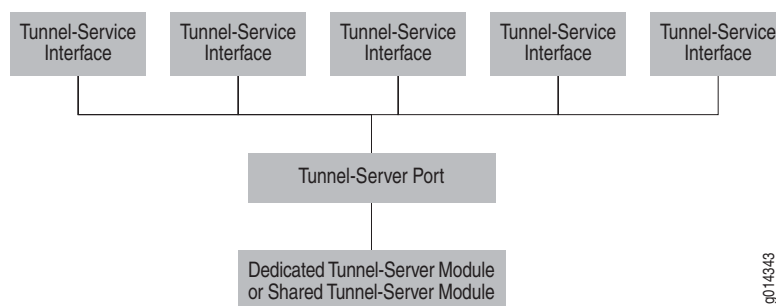 Tunnel-Service
Interface
Tunnel-Service
Interface
Tunnel-Service
Interface
Tunnel-Service
Interface
Tunnel-Service
Interface
Tunnel-Server Port
Dedicated Tunnel-Server Module
or Shared Tunnel-Server Module
g014343